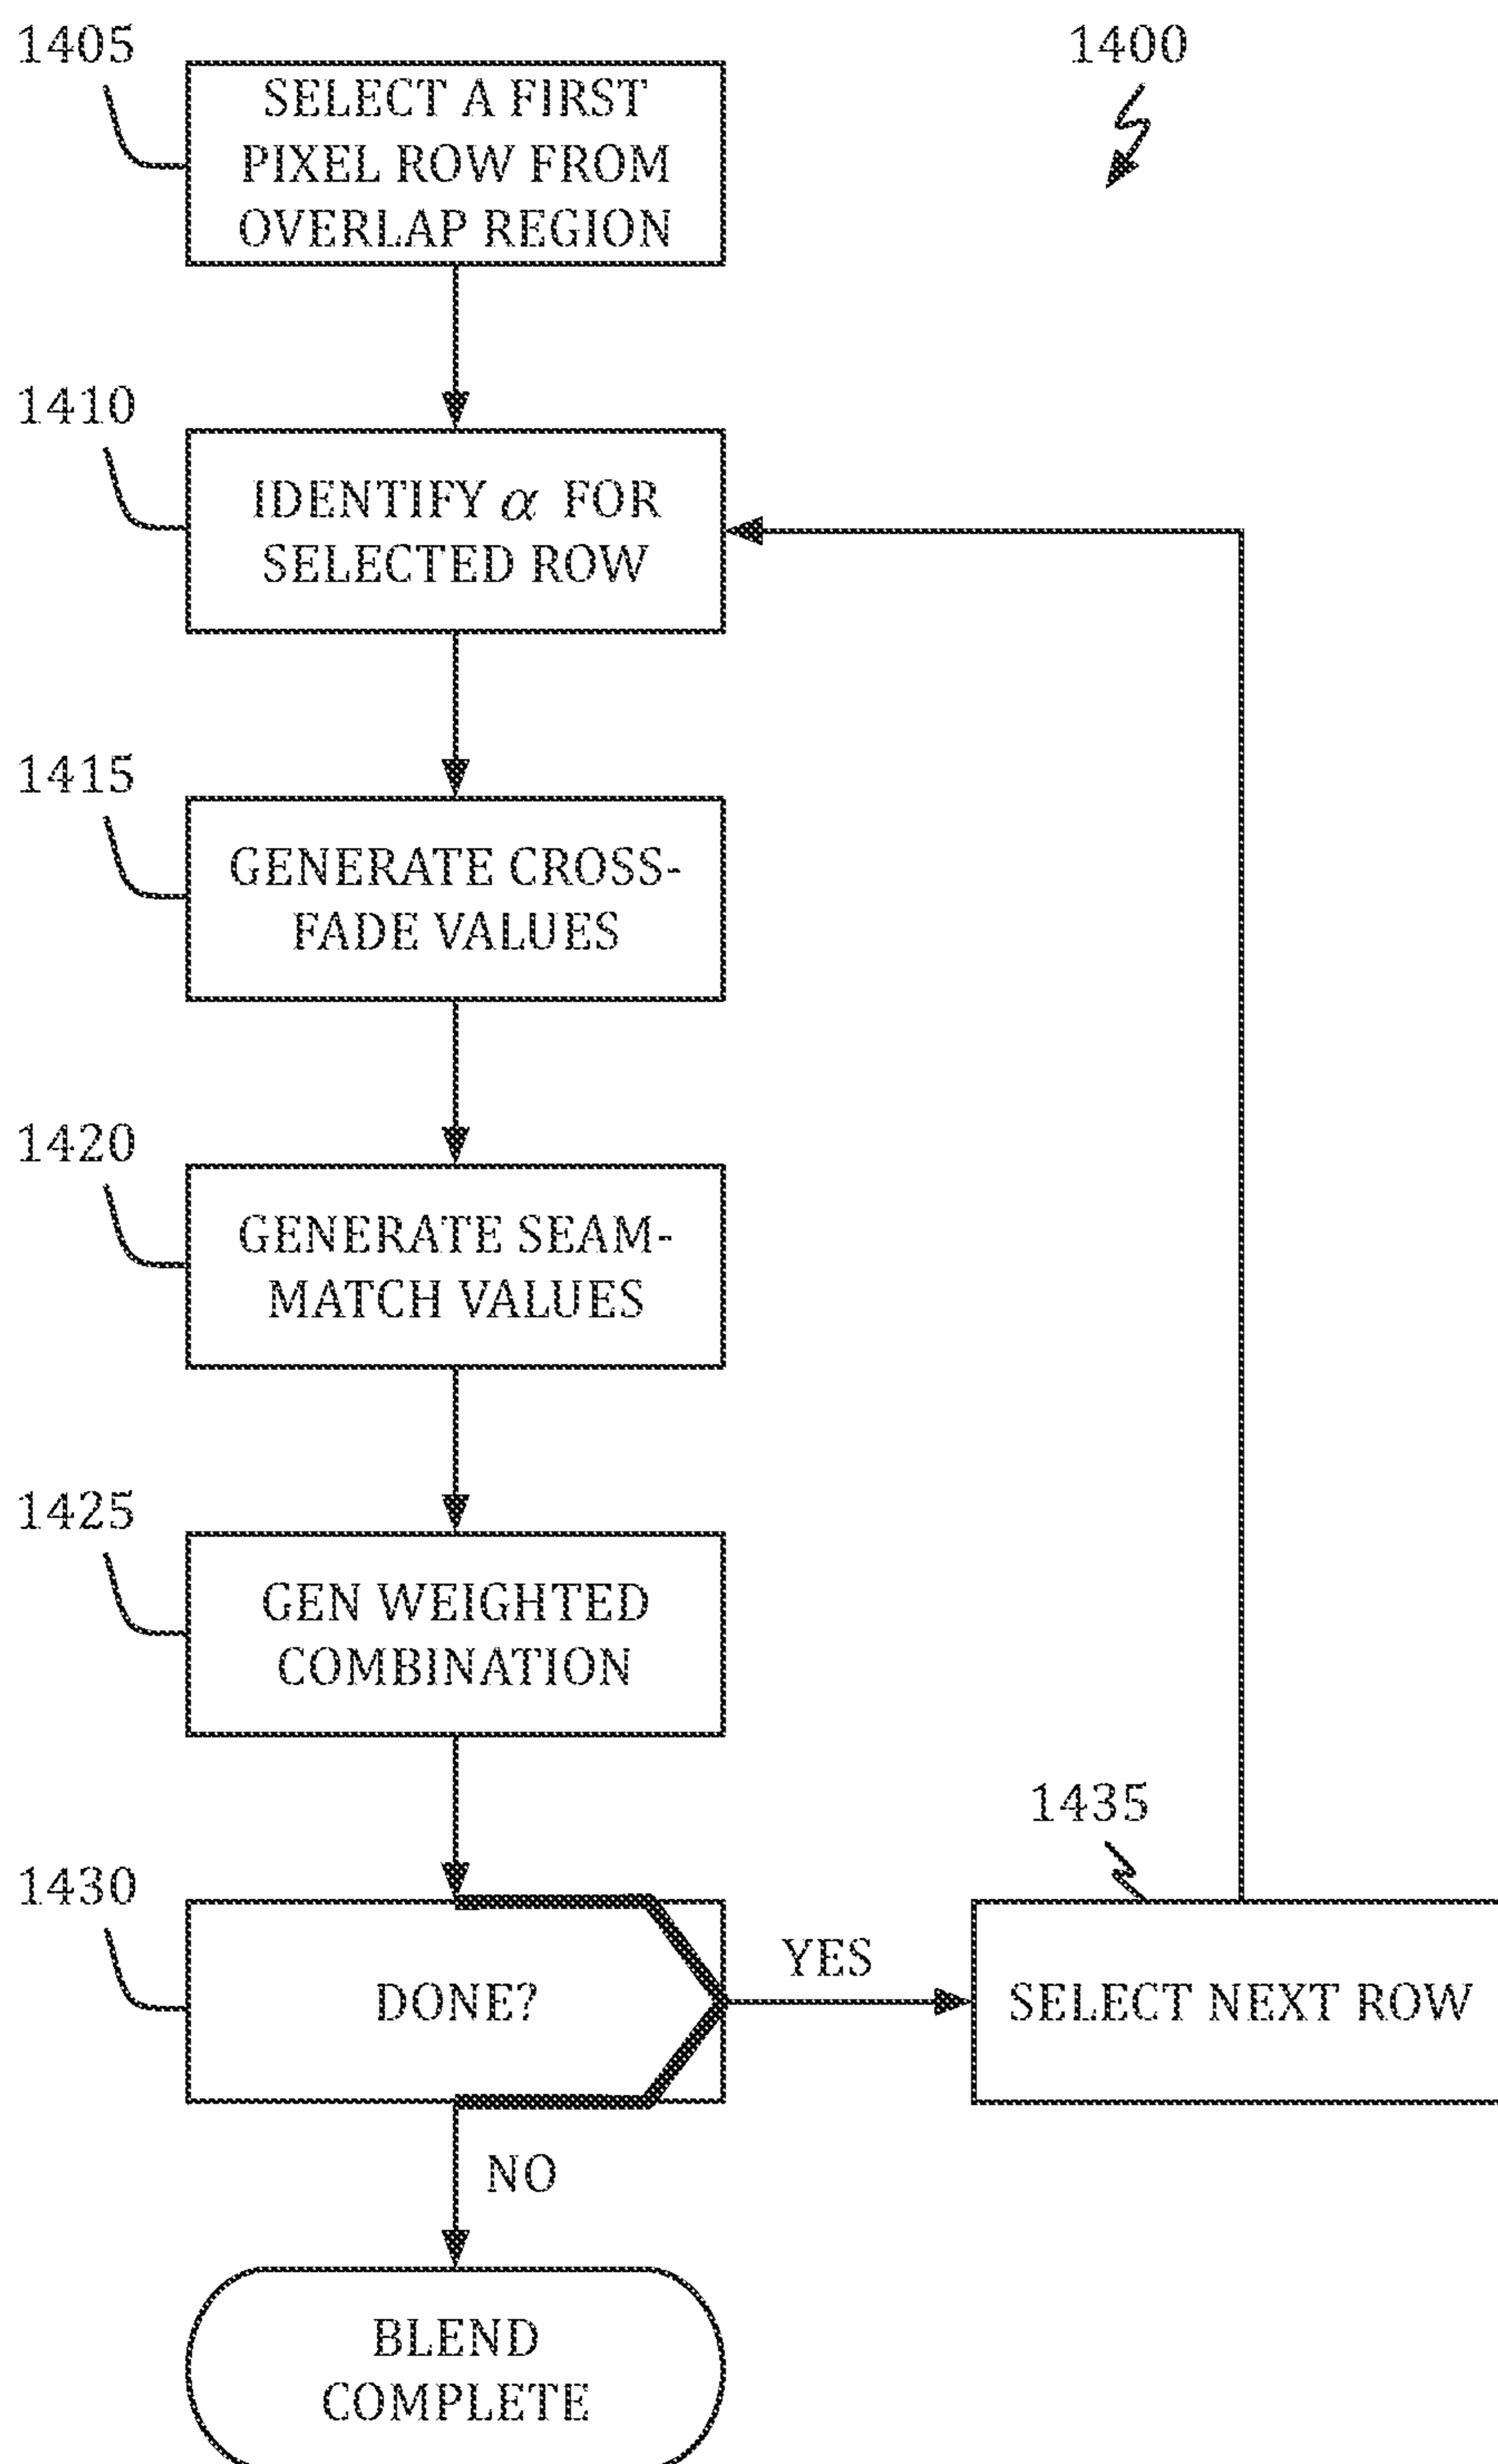 1405
1400
SELECT A FIRST
PIXEL ROW FROM
OVERLAP REGION
1410
IDENTIFY α FOR
SELECTED ROW
1415
GENERATE CROSS-
FADE VALUES
1420
GENERATE SEAM-
MATCH VALUES
1425
GEN WEIGHTED
COMBINATION
1435
1430
DONE?
YES
SELECT NEXT ROW
NO
BLEND
COMPLETE